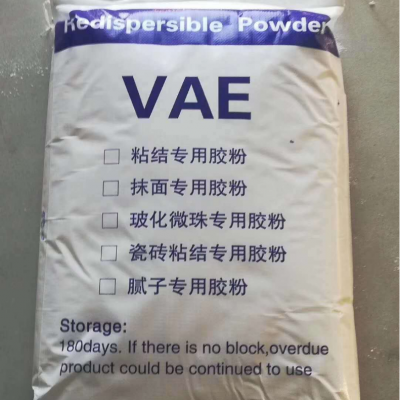 Redispersible Powder
VAE
□ 粘结专用胶粉
□ 抹面专用胶粉
□ 玻化微珠专用胶粉
□ 瓷砖粘结专用胶粉
□ 腻子专用胶粉
Storage:
180days. If there is no block,overdue
product could be continued to use